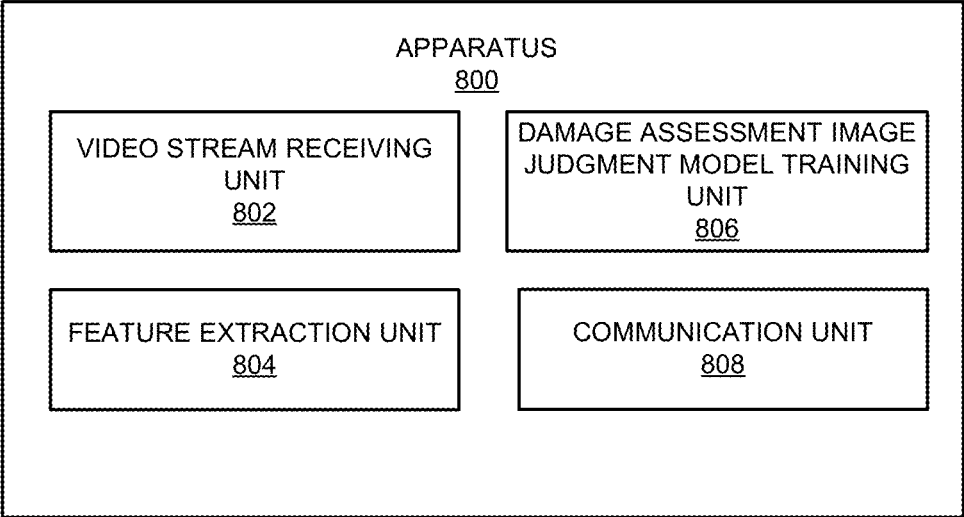 APPARATUS
800
VIDEO STREAM RECEIVING
UNIT
802
DAMAGE ASSESSMENT IMAGE
JUDGMENT MODEL TRAINING
UNIT
806
FEATURE EXTRACTION UNIT
804
COMMUNICATION UNIT
808